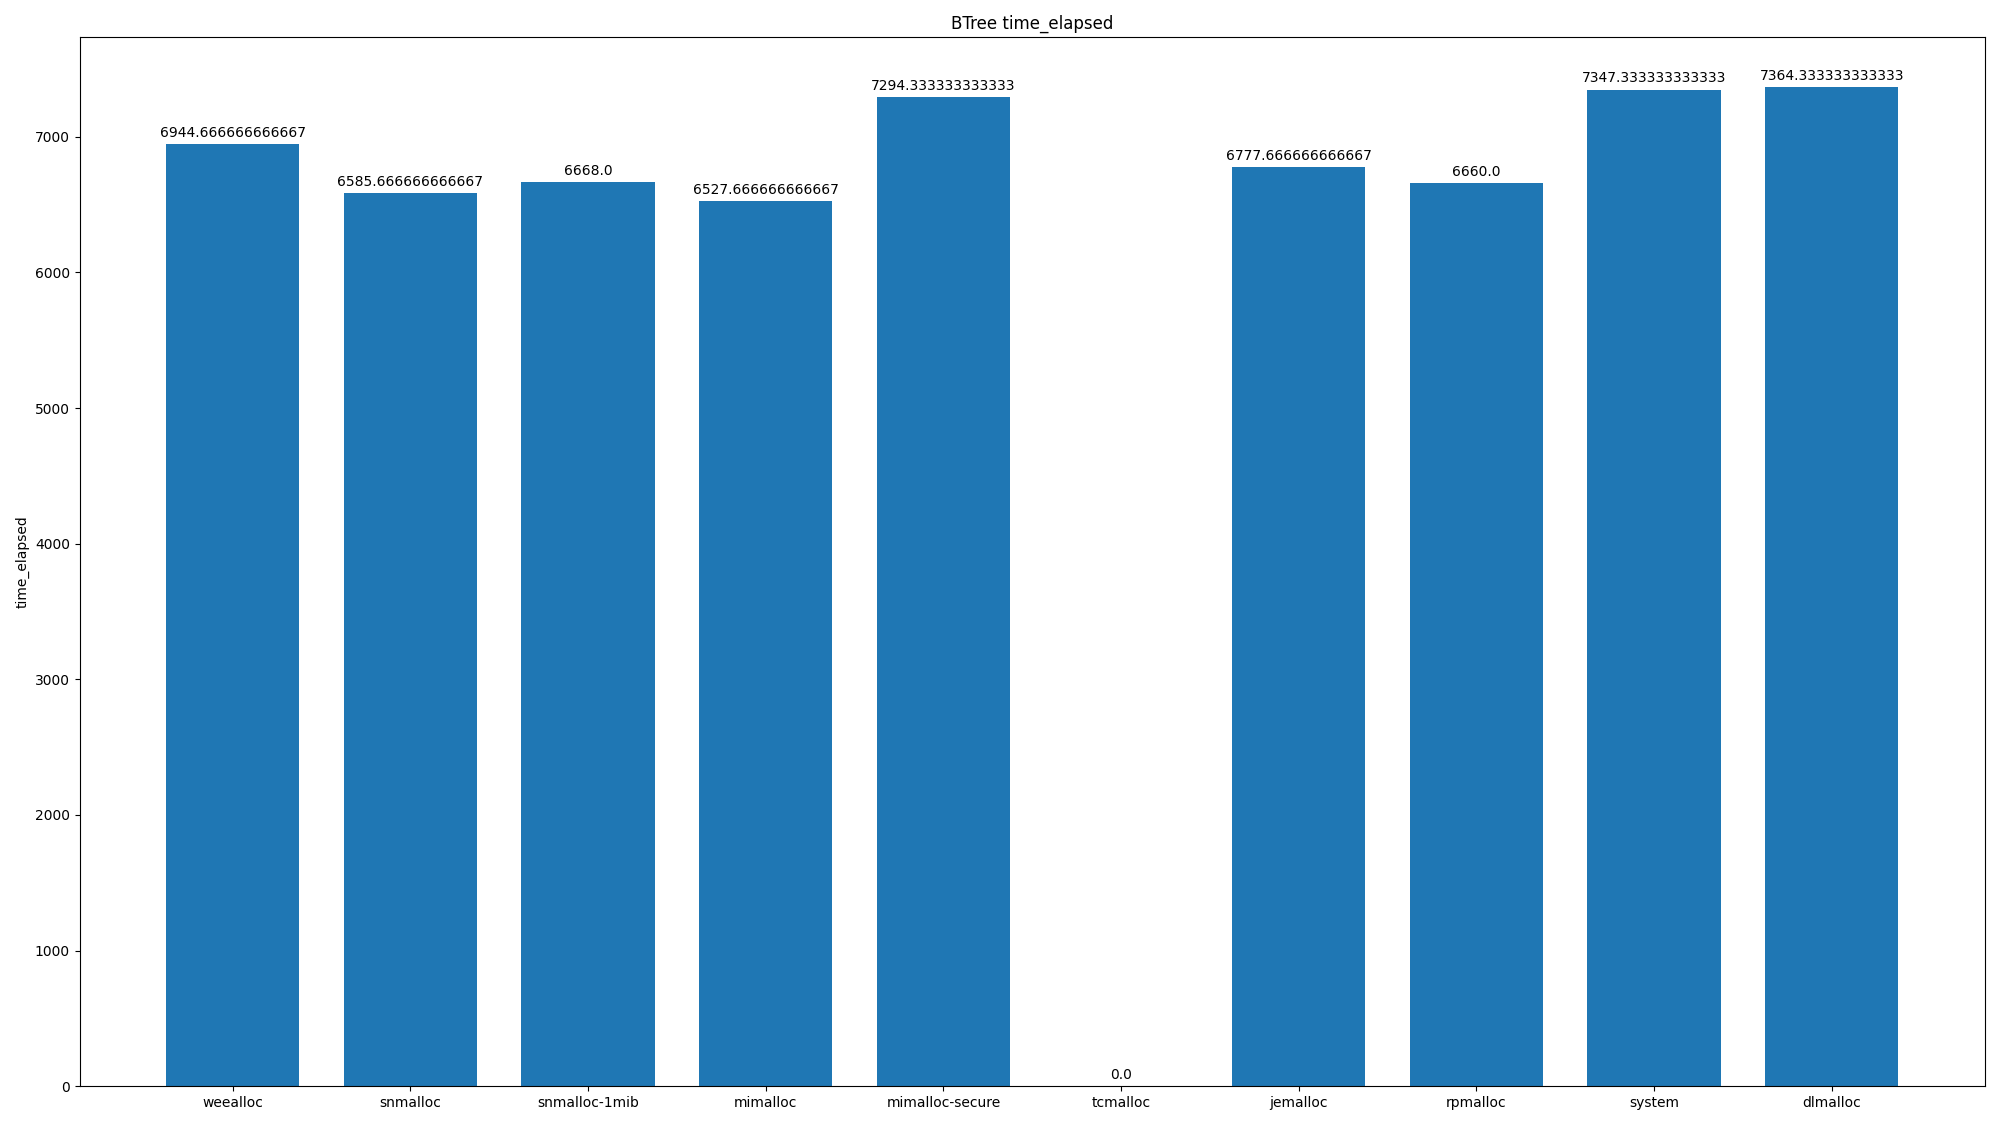 BTree time_elapsed
time_elapsed
7000
6000
5000
4000
3000
2000
1000
0
6944.666666666667
6585.666666666667
6668.0
6527.666666666667
7294.333333333333
0.0
6777.666666666667
6660.0
7347.333333333333
7364.333333333333
weealloc
snmalloc
snmalloc-1mib
mimalloc
mimalloc-secure
tcmalloc
jemalloc
rpmalloc
system
dlmalloc